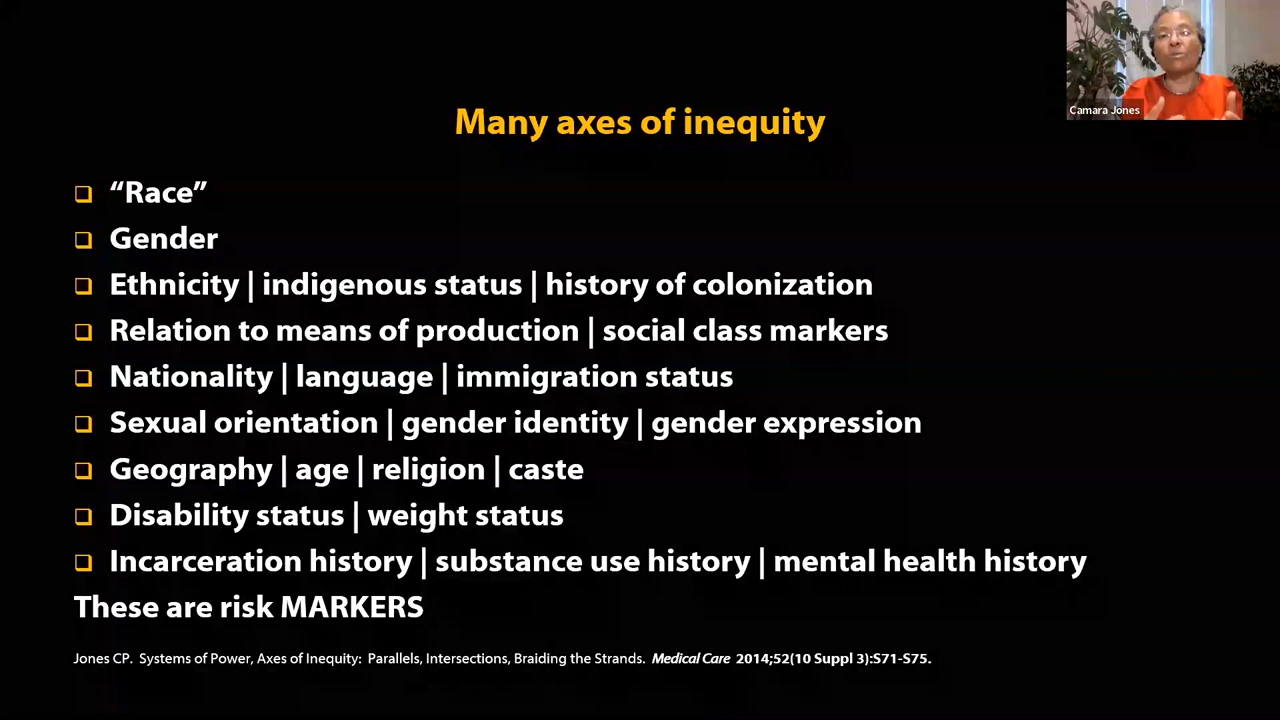 Camara Jones
Many axes of inequity
❑ “Race”
❑ Gender
❑ Ethnicity | indigenous status | history of colonization
❑ Relation to means of production | social class markers
❑ Nationality | language | immigration status
❑ Sexual orientation | gender identity | gender expression
❑ Geography | age | religion | caste
❑ Disability status | weight status
❑ Incarceration history | substance use history | mental health history
These are risk MARKERS
Jones CP. Systems of Power, Axes of Inequity: Parallels, Intersections, Braiding the Strands. Medical Care 2014;52(10 Suppl 3):S71-S75.